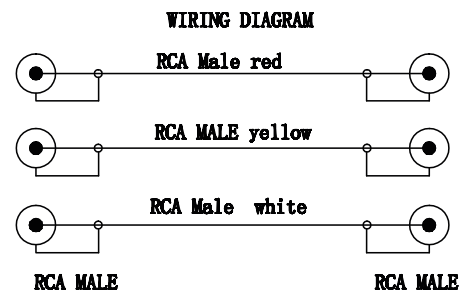 WIRING DIAGRAM
RCA Male red
RCA MALE yellow
RCA Male white
RCA MALE
RCA MALE